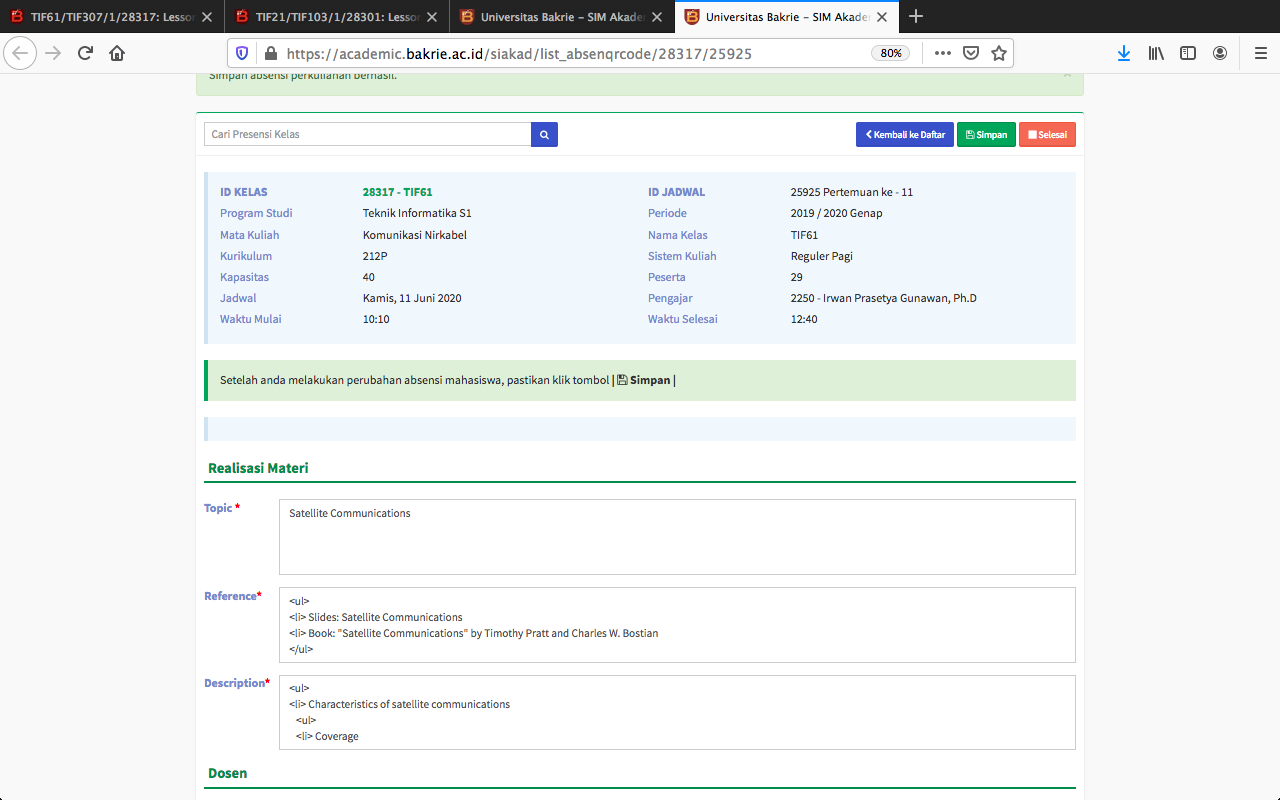 TIF61/TIF307/1/28317: Lesso
TIF21/TIF103/1/28301: Lesso
Universitas Bakrie – SIM Akade
Universitas Bakrie – SIM Akade
https://academic.bakrie.ac.id/siakad/list_absenqrcode/28317/25925
80%
Simpan absensi perkuliahan berhasil.
Cari Presensi Kelas
Kembali ke Daftar
Simpan
Selesai
ID KELAS 28317 - TIF61 ID JADWAL 25925 Pertemuan ke - 11
Program Studi Teknik Informatika S1 Periode 2019 / 2020 Genap
Mata Kuliah Komunikasi Nirkabel Nama Kelas TIF61
Kurikulum 212P Sistem Kuliah Reguler Pagi
Kapasitas 40 Peserta 29
Jadwal Kamis, 11 Juni 2020 Pengajar 2250 - Irwan Prasetya Gunawan, Ph.D
Waktu Mulai 10:10 Waktu Selesai 12:40
Setelah anda melakukan perubahan absensi mahasiswa, pastikan klik tombol | Simpan |
Realisasi Materi
Topic *
Satellite Communications
Reference*
<ul>
<li> Slides: Satellite Communications
<li> Book: "Satellite Communications" by Timothy Pratt and Charles W. Bostian
</ul>
Description*
<ul>
<li> Characteristics of satellite communications
<ul>
<li> Coverage
Dosen